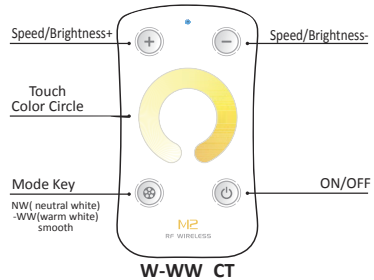 Speed/Brightness+
Speed/Brightness-
Touch
Color Circle
Mode Key
ON/OFF
NW( neutral white)
-WW(warm white)
smooth
M2
RF WIRELESS
W-WW CT